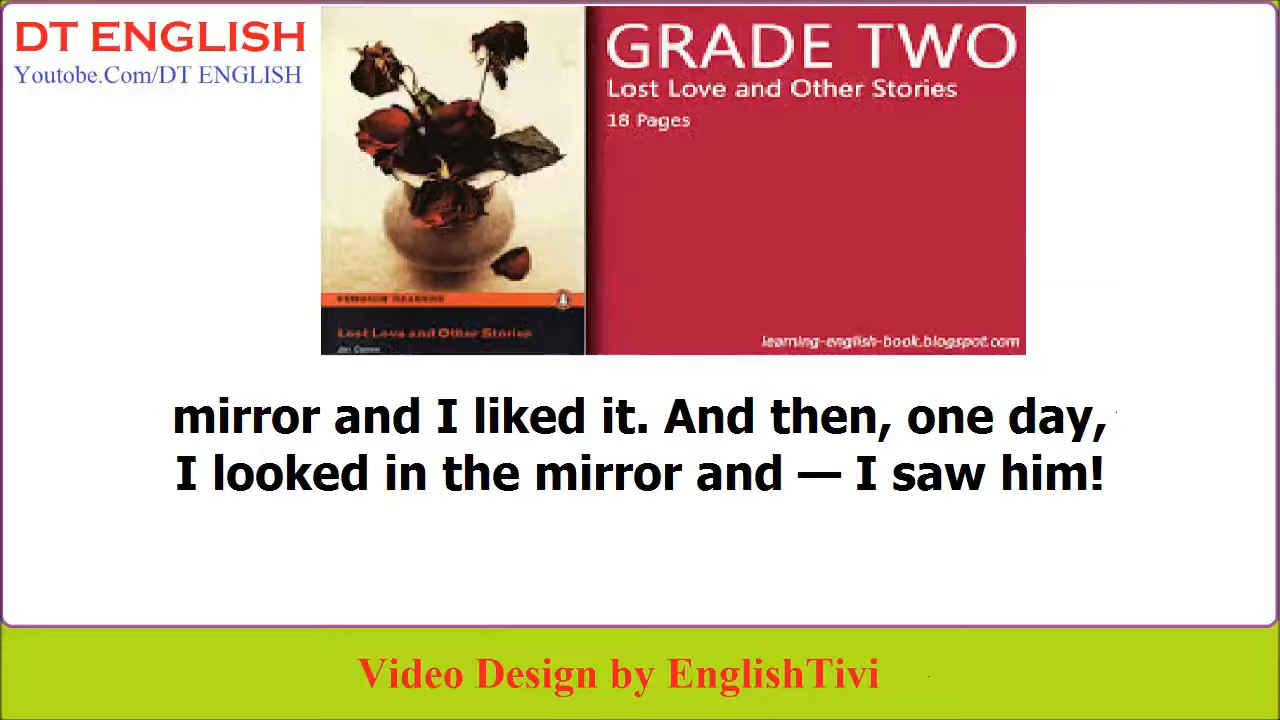 DT ENGLISH
Youtobe.Com/DT ENGLISH
GRADE TWO
Lost Love and Other Stories
18 Pages
PENGUIN READERS
Lost Love and Other Stories
Jan Carew
learning-english-book.blogspot.com
mirror and I liked it. And then, one day,
I looked in the mirror and — I saw him!
Video Design by EnglishTivi